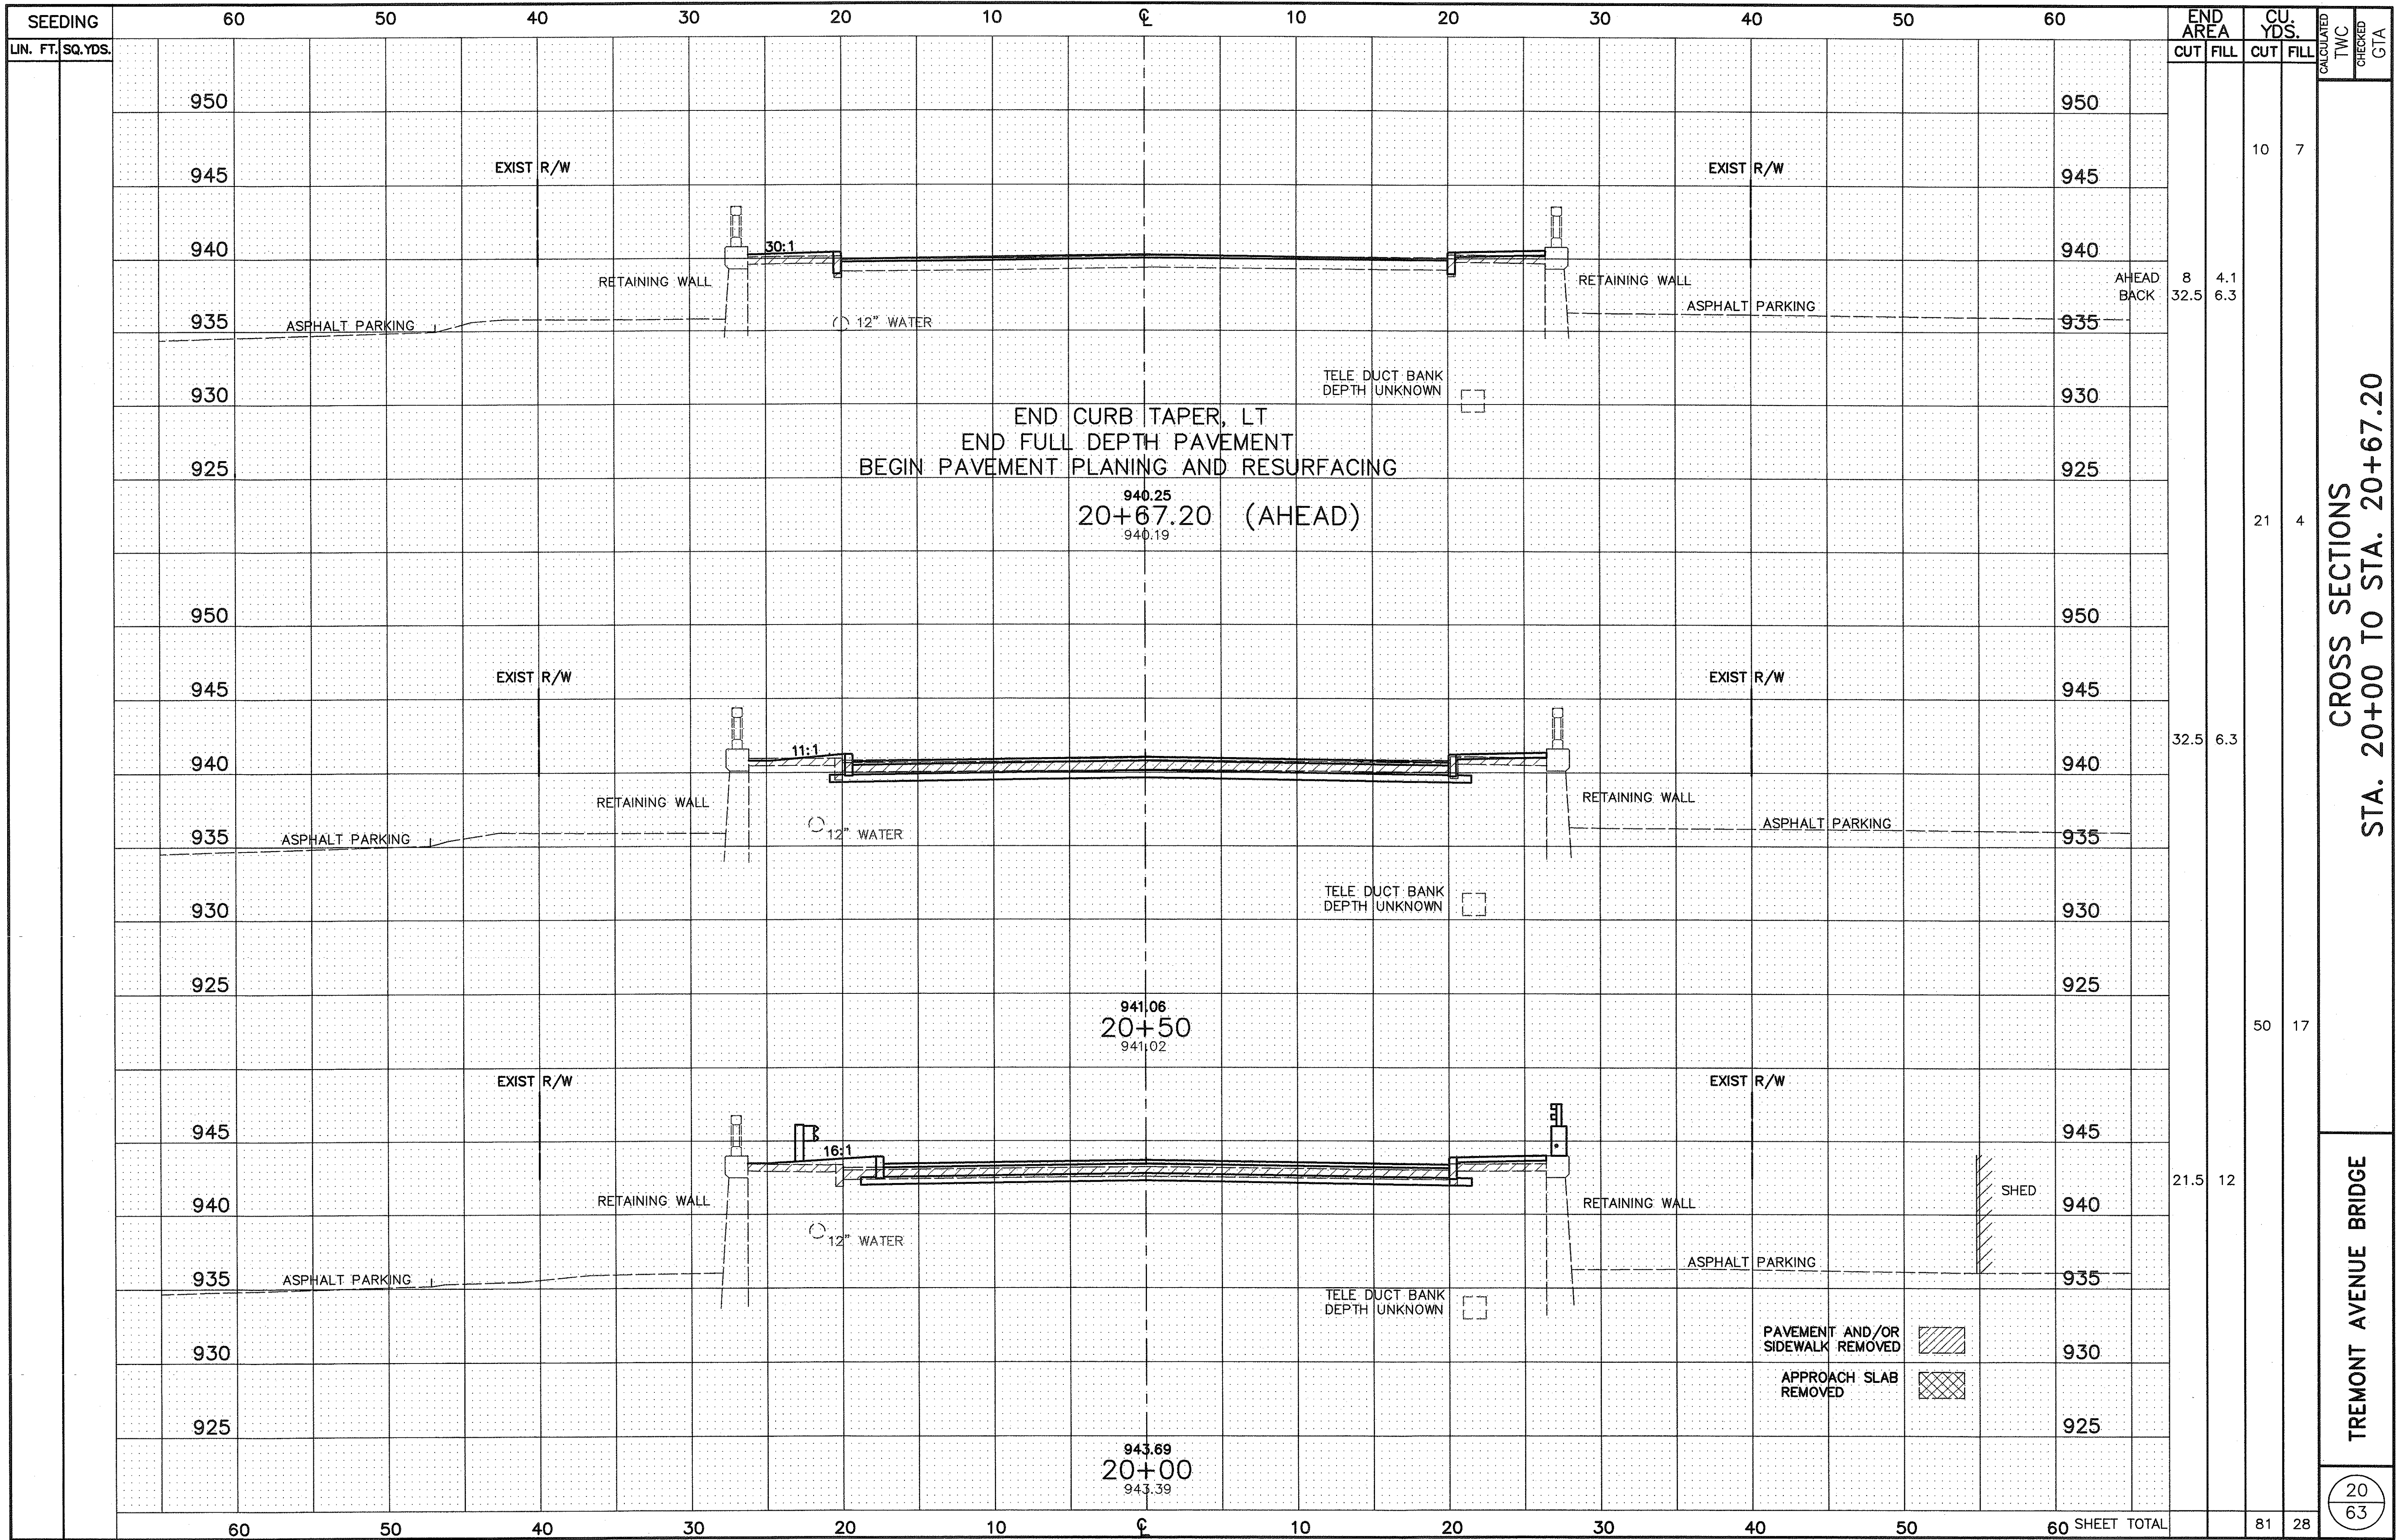 SEEDING
LIN. FT. SQ.YDS.
60 50 40 30 20 10 ℄ 10 20 30 40 50 60
END AREA
CUT FILL
CU. YDS.
CUT FILL
CALCULATED
TWC
CHECKED
GTA
950 950
10 7
EXIST R/W EXIST R/W
945 945
30:1
940 940
RETAINING WALL RETAINING WALL
AHEAD 8 4.1
BACK 32.5 6.3
ASPHALT PARKING 12" WATER ASPHALT PARKING
935 935
TELE DUCT BANK
DEPTH UNKNOWN
930 930
END CURB TAPER, LT
END FULL DEPTH PAVEMENT
BEGIN PAVEMENT PLANING AND RESURFACING
925 925
940.25
20+67.20 (AHEAD)
940.19
21 4
950 950
EXIST R/W EXIST R/W
945 945
32.5 6.3
11:1
940 940
RETAINING WALL RETAINING WALL
ASPHALT PARKING 12" WATER ASPHALT PARKING
935 935
TELE DUCT BANK
DEPTH UNKNOWN
930 930
925 925
941.06
20+50
941.02
50 17
EXIST R/W EXIST R/W
945 945
16:1
21.5 12
SHED
940 940
RETAINING WALL RETAINING WALL
12" WATER
ASPHALT PARKING ASPHALT PARKING
935 935
TELE DUCT BANK
DEPTH UNKNOWN
PAVEMENT AND/OR
SIDEWALK REMOVED
930 930
APPROACH SLAB
REMOVED
925 925
943.69
20+00
943.39
60 50 40 30 20 10 ℄ 10 20 30 40 50 60
SHEET TOTAL 81 28
CROSS SECTIONS
STA. 20+00 TO STA. 20+67.20
TREMONT AVENUE BRIDGE
20
63